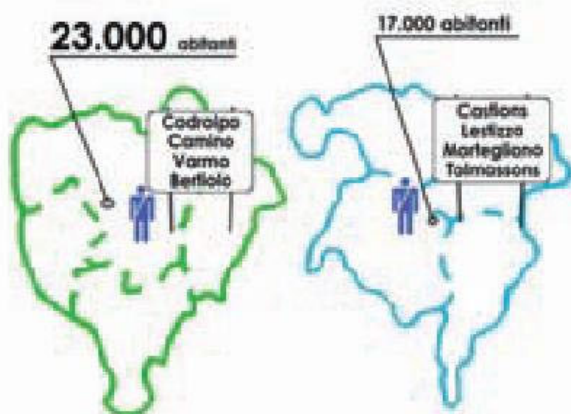 23.000 abitanti
Codroipo
Camino
Varmo
Bertiolo
17.000 abitanti
Castions
Lestizza
Mortegliano
Talmassons